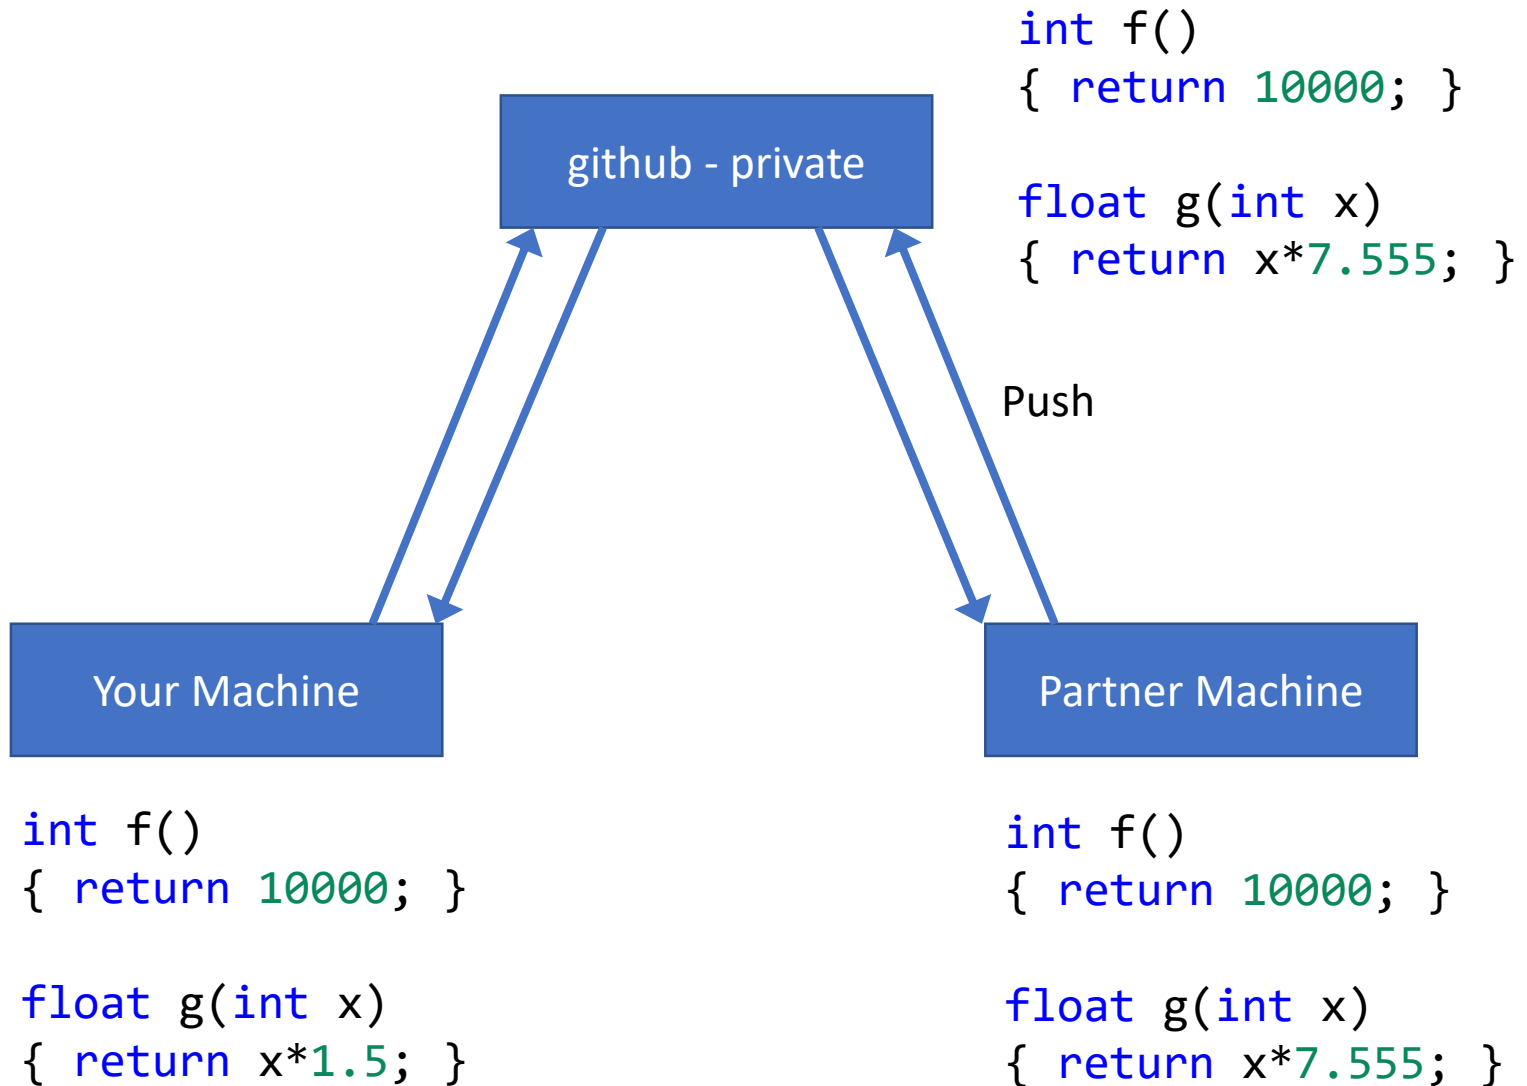 int f()
{ return 10000; }
float g(int x)
{ return x*7.555; }
github - private
Push
Your Machine
Partner Machine
int f()
{ return 10000; }
float g(int x)
{ return x*1.5; }
int f()
{ return 10000; }
float g(int x)
{ return x*7.555; }